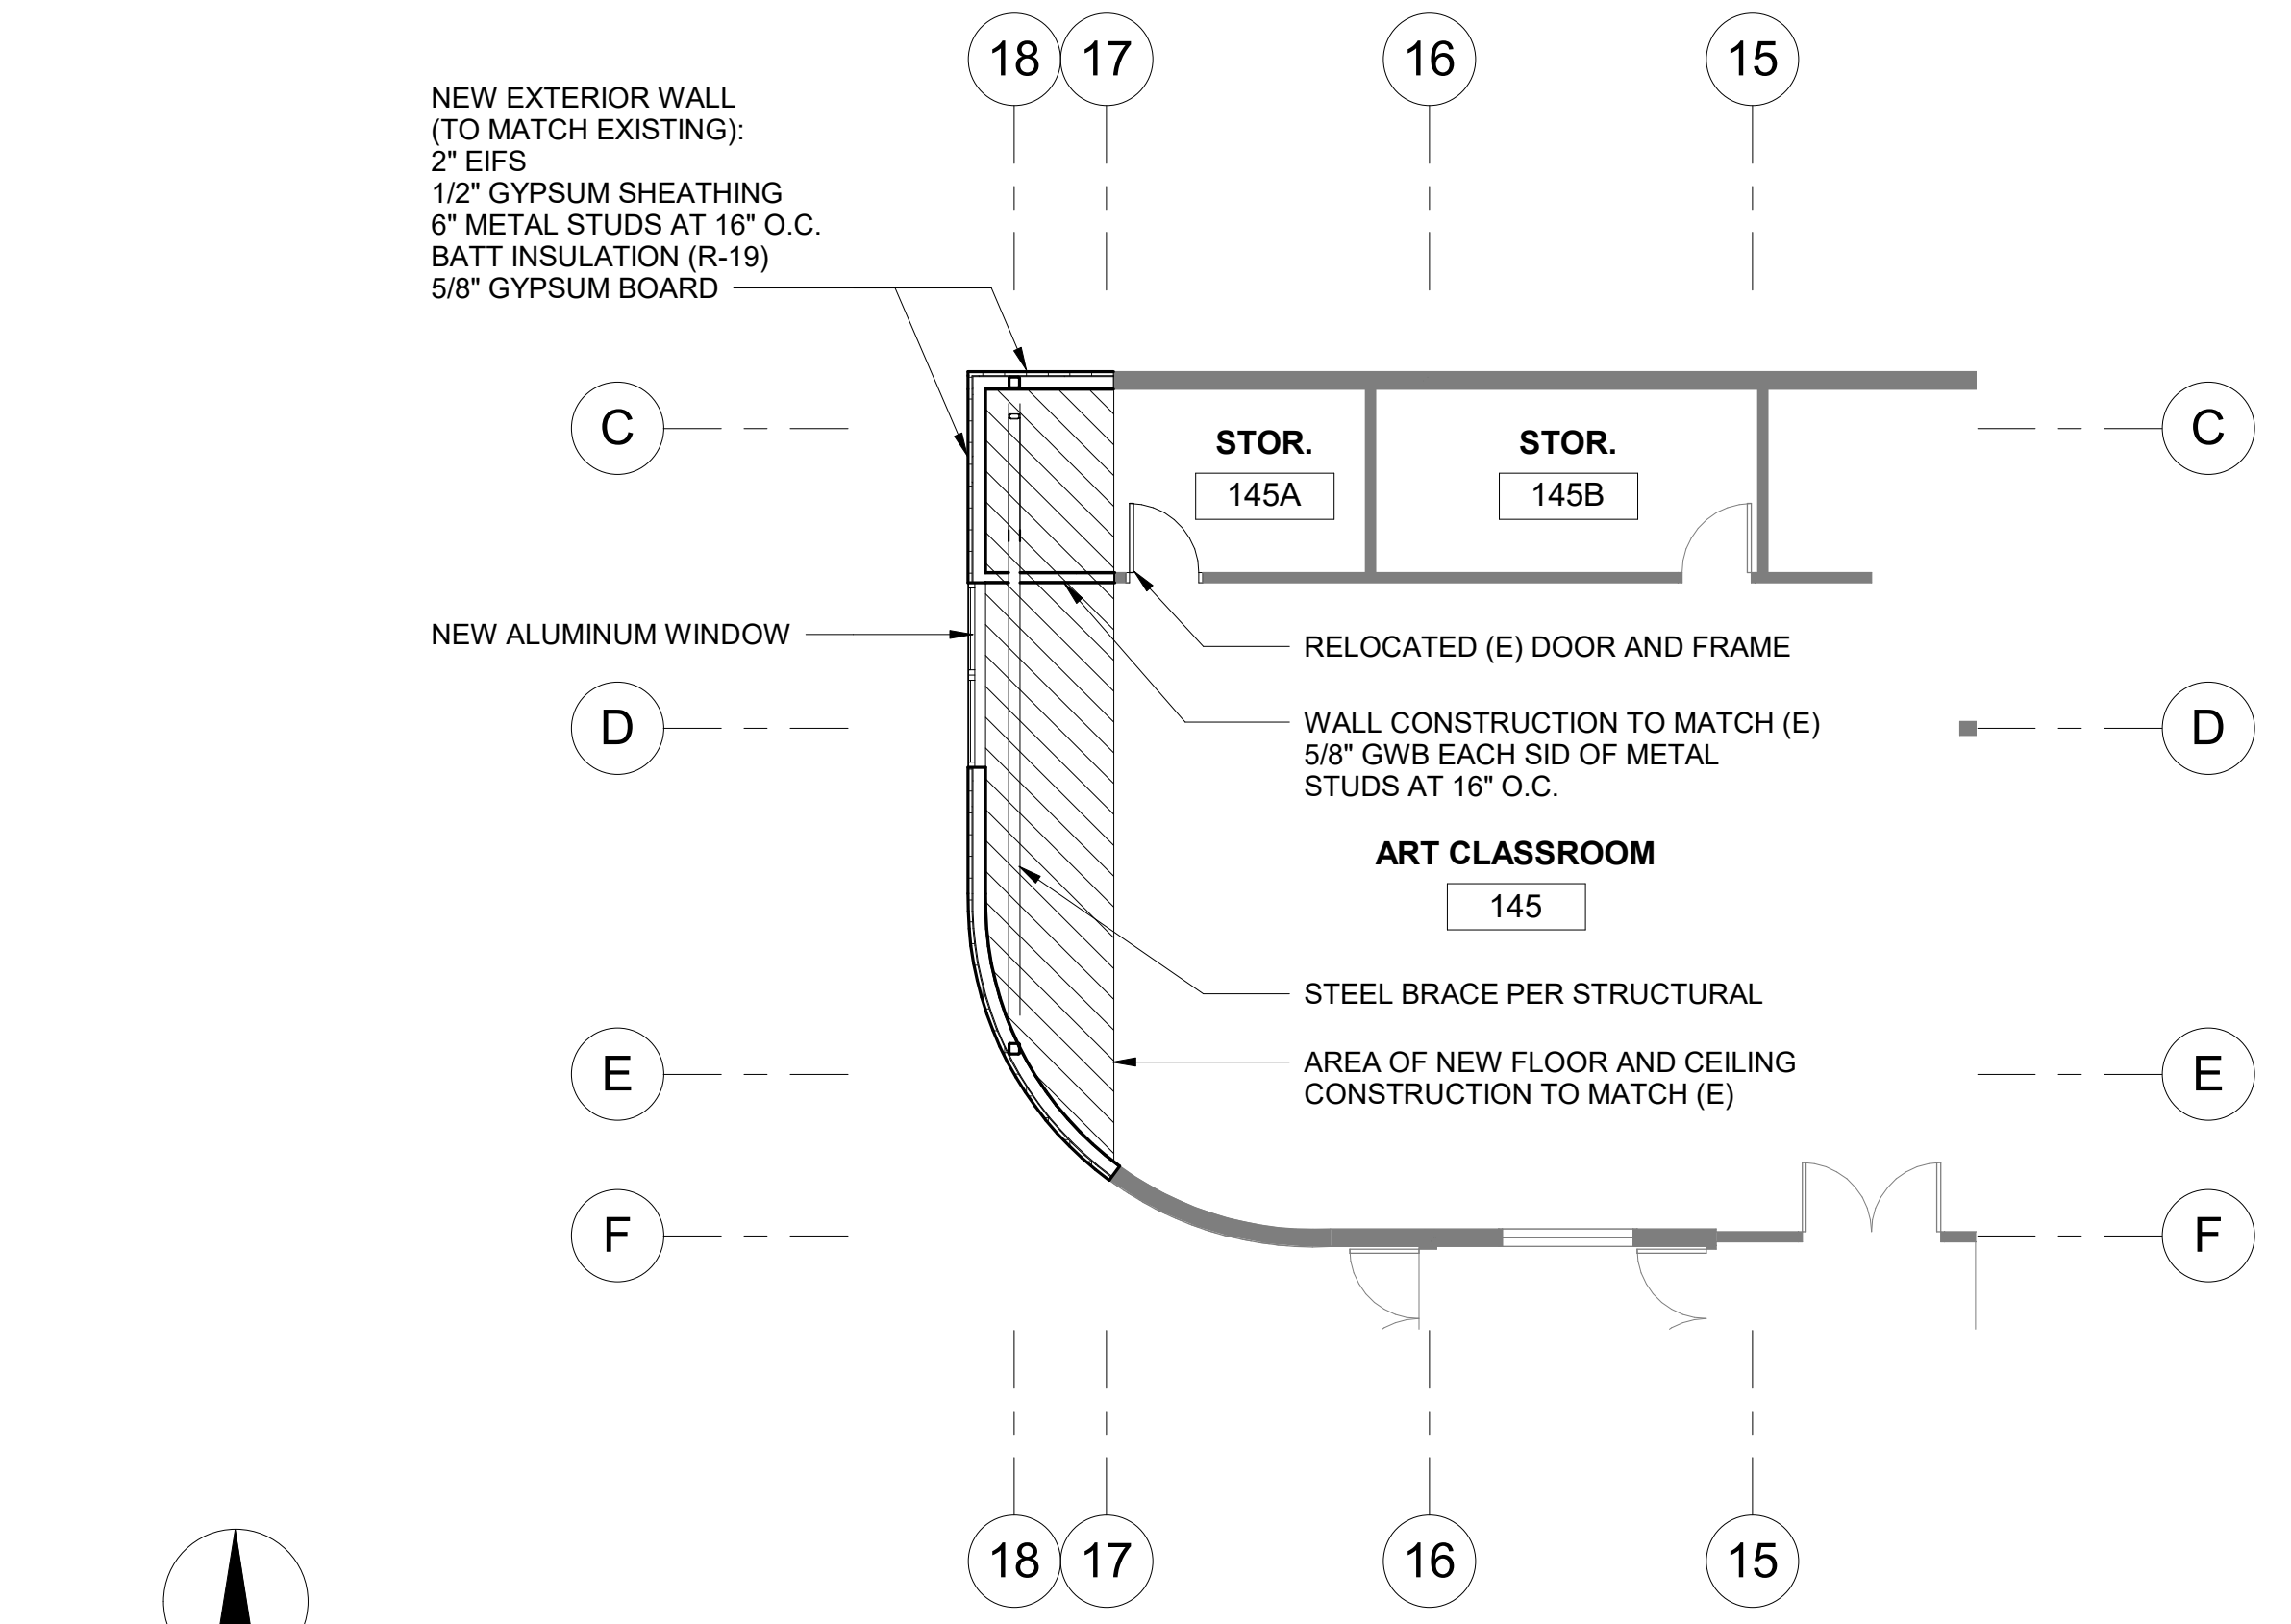 18 17 16 15
NEW EXTERIOR WALL
(TO MATCH EXISTING):
2" EIFS
1/2" GYPSUM SHEATHING
6" METAL STUDS AT 16" O.C.
BATT INSULATION (R-19)
5/8" GYPSUM BOARD
C
STOR.
145A
STOR.
145B
C
NEW ALUMINUM WINDOW
RELOCATED (E) DOOR AND FRAME
D
WALL CONSTRUCTION TO MATCH (E)
5/8" GWB EACH SID OF METAL
STUDS AT 16" O.C.
D
ART CLASSROOM
145
STEEL BRACE PER STRUCTURAL
E
AREA OF NEW FLOOR AND CEILING
CONSTRUCTION TO MATCH (E)
E
F
F
18 17 16 15